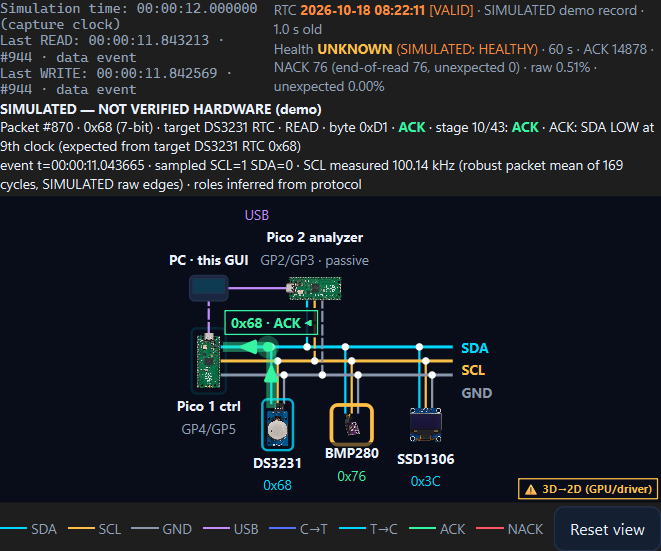 Simulation time: 00:00:12.000000
(capture clock)
Last READ: 00:00:11.843213 ·
#944 · data event
Last WRITE: 00:00:11.842569 ·
#944 · data event
RTC 2026-10-18 08:22:11 [VALID] · SIMULATED demo record ·
1.0 s old
Health UNKNOWN (SIMULATED: HEALTHY) · 60 s · ACK 14878 ·
NACK 76 (end-of-read 76, unexpected 0) · raw 0.51% ·
unexpected 0.00%
SIMULATED — NOT VERIFIED HARDWARE (demo)
Packet #870 · 0x68 (7-bit) · target DS3231 RTC · READ · byte 0xD1 · ACK · stage 10/43: ACK · ACK: SDA LOW at
9th clock (expected from target DS3231 RTC 0x68)
event t=00:00:11.043665 · sampled SCL=1 SDA=0 · SCL measured 100.14 kHz (robust packet mean of 169
cycles, SIMULATED raw edges) · roles inferred from protocol
USB
Pico 2 analyzer
PC · this GUI
GP2/GP3 · passive
0x68 · ACK ◂
SDA
SCL
GND
Pico 1 ctrl
GP4/GP5
DS3231
0x68
BMP280
0x76
SSD1306
0x3C
⚠ 3D→2D (GPU/driver)
SDA
SCL
GND
USB
C→T
T→C
ACK
NACK
Reset view